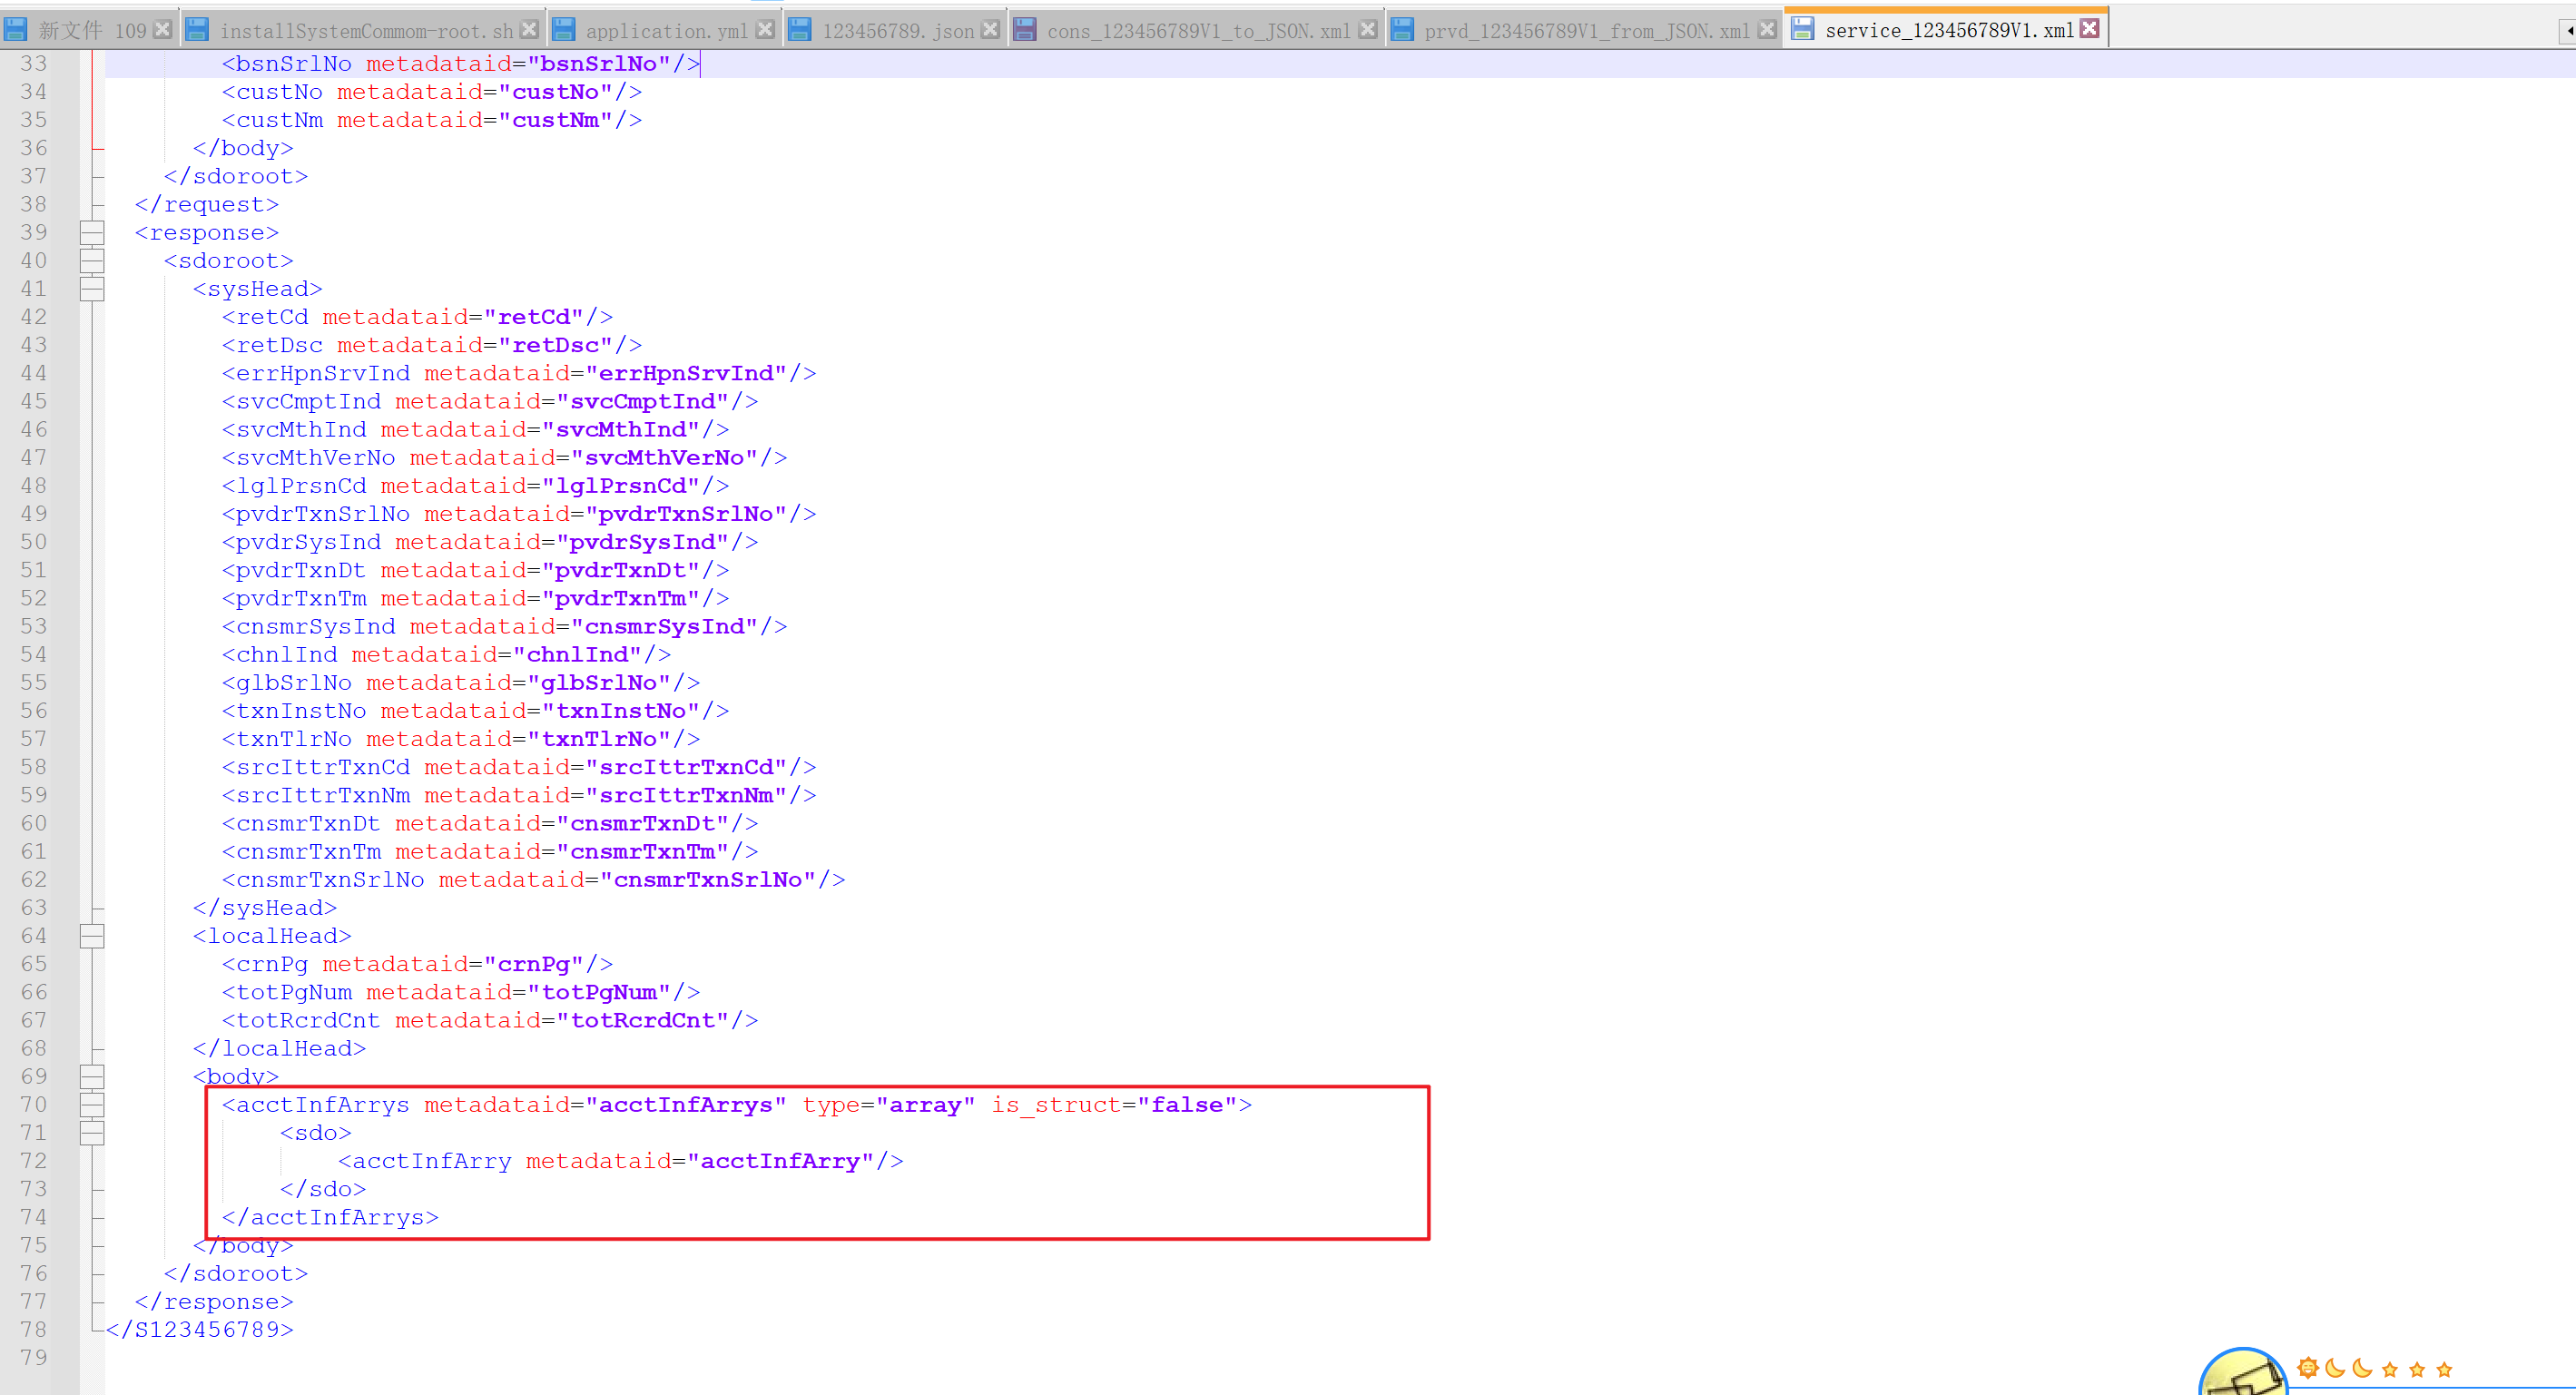 新文件 109 installSystemCommom-root.sh application.yml 123456789.json cons_123456789V1_to_JSON.xml prvd_123456789V1_from_JSON.xml service_123456789V1.xml
33 <bsnSrlNo metadataid="bsnSrlNo"/>
34 <custNo metadataid="custNo"/>
35 <custNm metadataid="custNm"/>
36 </body>
37 </sdoroot>
38 </request>
39 <response>
40 <sdoroot>
41 <sysHead>
42 <retCd metadataid="retCd"/>
43 <retDsc metadataid="retDsc"/>
44 <errHpnSrvInd metadataid="errHpnSrvInd"/>
45 <svcCmptInd metadataid="svcCmptInd"/>
46 <svcMthInd metadataid="svcMthInd"/>
47 <svcMthVerNo metadataid="svcMthVerNo"/>
48 <lglPrsnCd metadataid="lglPrsnCd"/>
49 <pvdrTxnSrlNo metadataid="pvdrTxnSrlNo"/>
50 <pvdrSysInd metadataid="pvdrSysInd"/>
51 <pvdrTxnDt metadataid="pvdrTxnDt"/>
52 <pvdrTxnTm metadataid="pvdrTxnTm"/>
53 <cnsmrSysInd metadataid="cnsmrSysInd"/>
54 <chnlInd metadataid="chnlInd"/>
55 <glbSrlNo metadataid="glbSrlNo"/>
56 <txnInstNo metadataid="txnInstNo"/>
57 <txnTlrNo metadataid="txnTlrNo"/>
58 <srcIttrTxnCd metadataid="srcIttrTxnCd"/>
59 <srcIttrTxnNm metadataid="srcIttrTxnNm"/>
60 <cnsmrTxnDt metadataid="cnsmrTxnDt"/>
61 <cnsmrTxnTm metadataid="cnsmrTxnTm"/>
62 <cnsmrTxnSrlNo metadataid="cnsmrTxnSrlNo"/>
63 </sysHead>
64 <localHead>
65 <crnPg metadataid="crnPg"/>
66 <totPgNum metadataid="totPgNum"/>
67 <totRcrdCnt metadataid="totRcrdCnt"/>
68 </localHead>
69 <body>
70 <acctInfArrys metadataid="acctInfArrys" type="array" is_struct="false">
71 <sdo>
72 <acctInfArry metadataid="acctInfArry"/>
73 </sdo>
74 </acctInfArrys>
75 </body>
76 </sdoroot>
77 </response>
78 </S123456789>
79